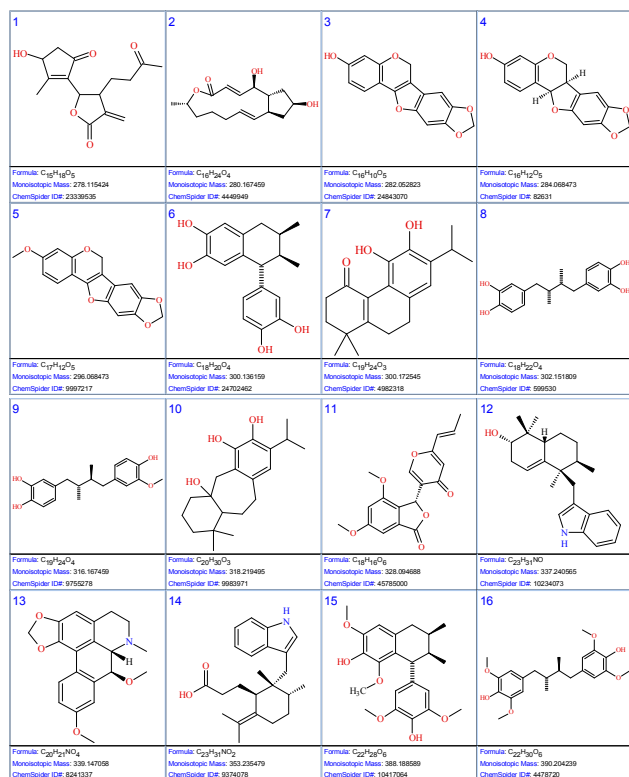 1
HO
O
O
O
O
Formula: C15H18O5
Monoisotopic Mass: 278.115424
ChemSpider ID#: 23339535
2
OH
O
O
OH
Formula: C16H24O4
Monoisotopic Mass: 280.167459
ChemSpider ID#: 4449949
3
HO
O
O
O
O
Formula: C16H10O5
Monoisotopic Mass: 282.052823
ChemSpider ID#: 24843070
4
HO
O
H
H
O
O
O
Formula: C16H12O5
Monoisotopic Mass: 284.068473
ChemSpider ID#: 82631
5
O
O
O
O
O
Formula: C17H12O5
Monoisotopic Mass: 296.068473
ChemSpider ID#: 9997217
6
HO
HO
OH
OH
Formula: C18H20O4
Monoisotopic Mass: 300.136159
ChemSpider ID#: 24702462
7
OH
HO
O
Formula: C19H24O3
Monoisotopic Mass: 300.172545
ChemSpider ID#: 4982318
8
OH
HO
OH
HO
Formula: C18H22O4
Monoisotopic Mass: 302.151809
ChemSpider ID#: 599530
9
OH
HO
O
HO
Formula: C19H24O4
Monoisotopic Mass: 316.167459
ChemSpider ID#: 9755278
10
OH
HO
HO
Formula: C20H30O3
Monoisotopic Mass: 318.219495
ChemSpider ID#: 9983971
11
O
O
O
O
O
O
Formula: C18H16O6
Monoisotopic Mass: 328.094688
ChemSpider ID#: 45785000
12
HO
H
N
H
Formula: C23H31NO
Monoisotopic Mass: 337.240565
ChemSpider ID#: 10234073
13
O
O
N
H
O
O
Formula: C20H21NO4
Monoisotopic Mass: 339.147058
ChemSpider ID#: 8241337
14
H
N
O
HO
Formula: C23H31NO2
Monoisotopic Mass: 353.235479
ChemSpider ID#: 9374078
15
O
HO
O
H3C
O
O
OH
Formula: C22H28O6
Monoisotopic Mass: 388.188589
ChemSpider ID#: 10417064
16
O
OH
O
O
HO
O
Formula: C22H30O6
Monoisotopic Mass: 390.204239
ChemSpider ID#: 4478720